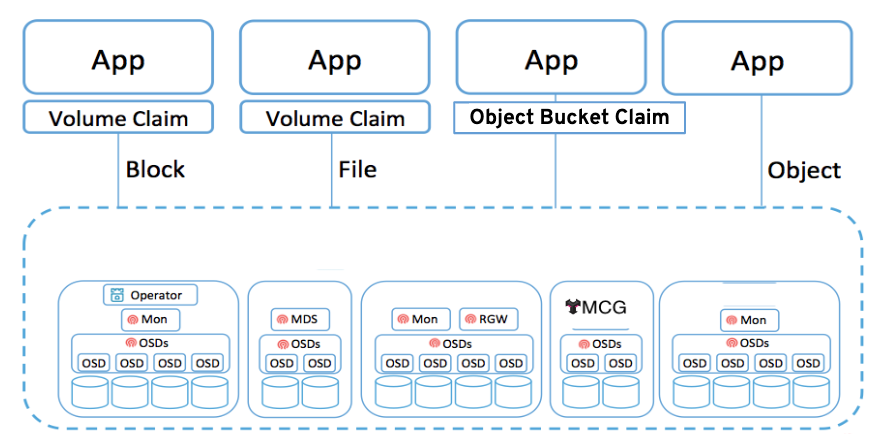 App App App App
Volume Claim Volume Claim Object Bucket Claim
Block File Object
Operator
Mon
OSDs
OSD OSD OSD OSD
MDS
OSDs
OSD OSD
Mon RGW
OSDs
OSD OSD OSD OSD
MCG
OSDs
OSD OSD
Mon
OSDs
OSD OSD OSD OSD